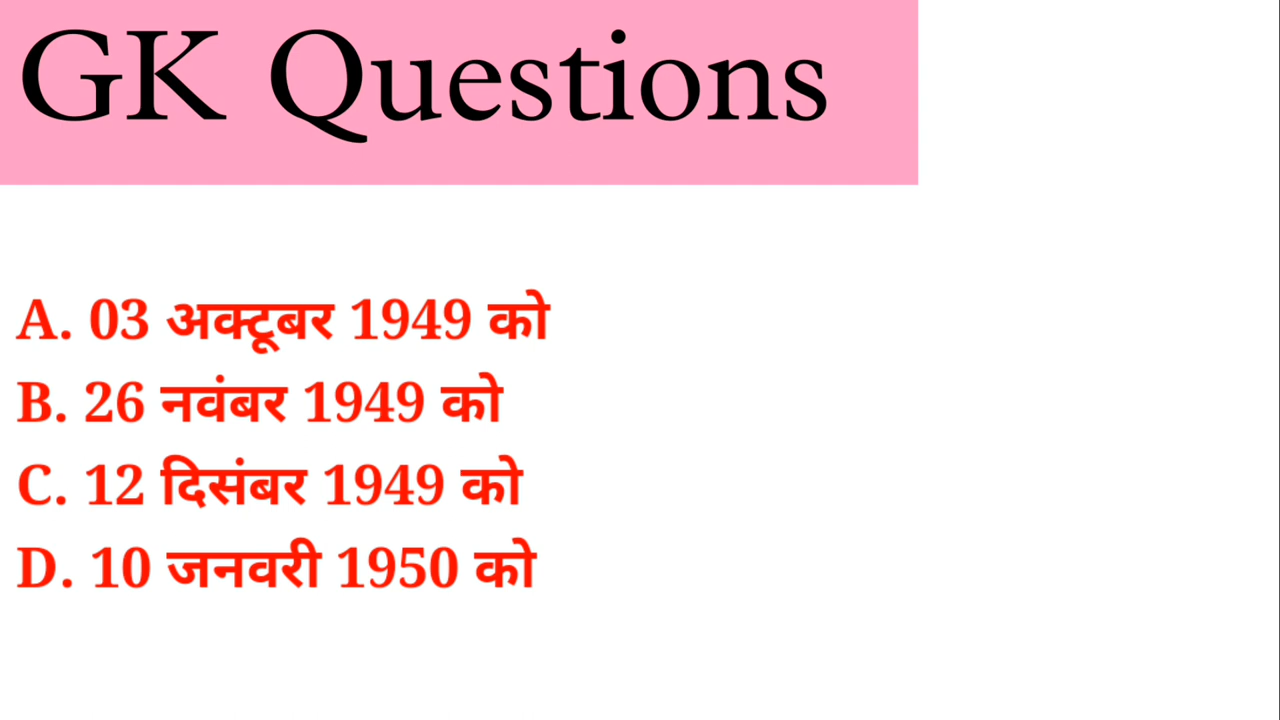 GK Questions
A. 03 अक्टूबर 1949 को
B. 26 नवंबर 1949 को
C. 12 दिसंबर 1949 को
D. 10 जनवरी 1950 को